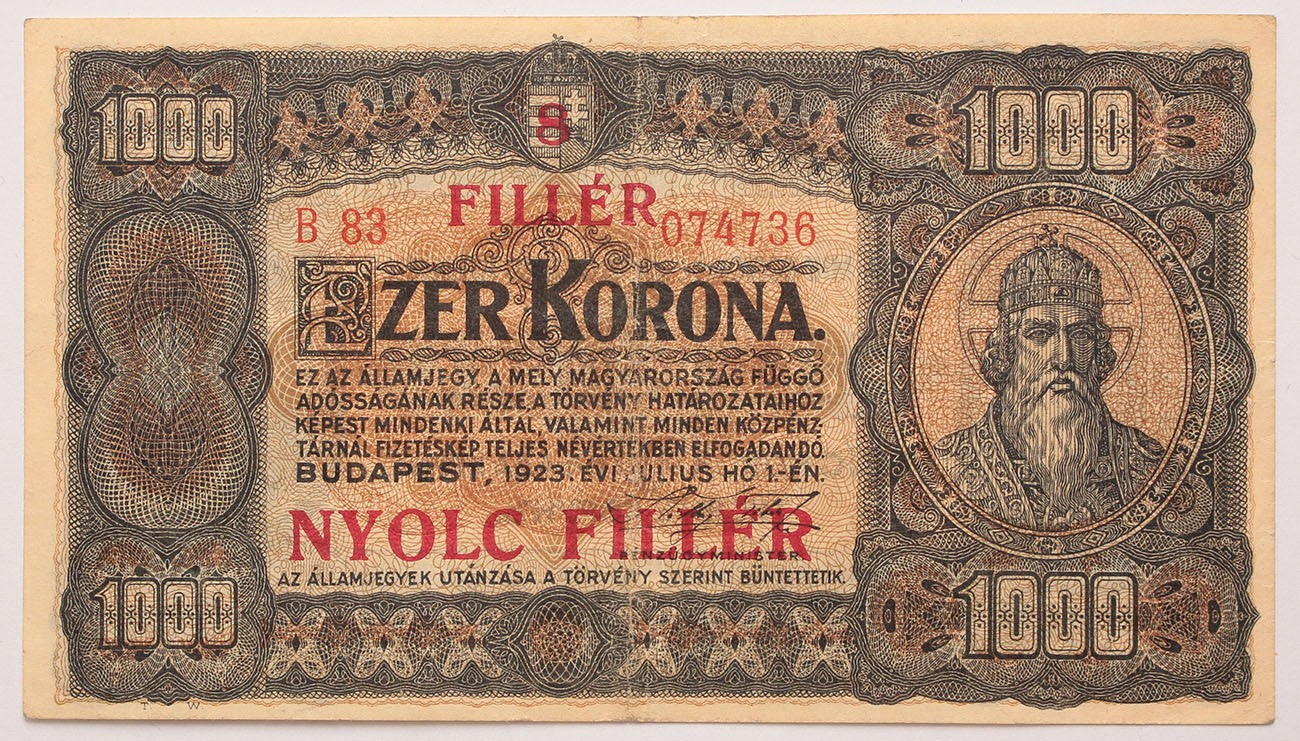 1000 1000
8
FILLÉR
B 83 074736
EZER KORONA.
EZ AZ ÁLLAMJEGY, A MELY MAGYARORSZÁG FÜGGŐ
ADÓSSÁGÁNAK RÉSZE, A TÖRVÉNY HATÁROZATAIHOZ
KÉPEST MINDENKI ÁLTAL, VALAMINT MINDEN KÖZPÉNZ-
TÁRNÁL FIZETÉSKÉP TELJES NÉVÉRTÉKBEN ELFOGADANDÓ.
BUDAPEST, 1923. ÉVI JULIUS HÓ 1.-ÉN.
NYOLC FILLÉR
PÉNZÜGYMINISTER.
AZ ÁLLAMJEGYEK UTÁNZÁSA A TÖRVÉNY SZERINT BÜNTETTETIK.
1000 1000
T W